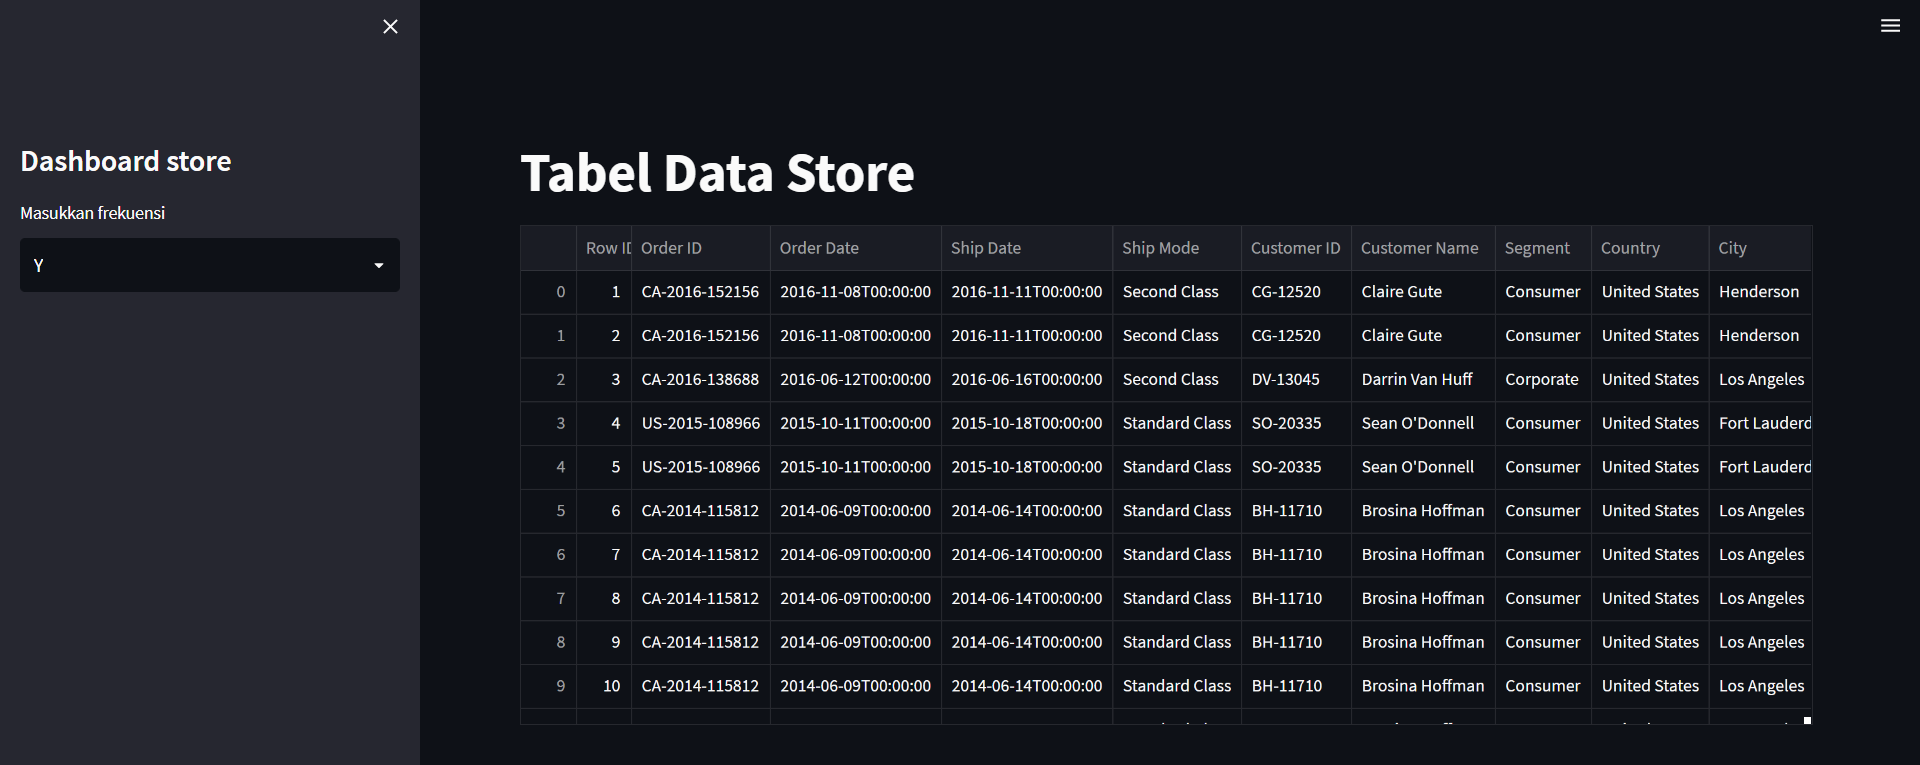 Dashboard store
Masukkan frekuensi
Y
Tabel Data Store
Row ID Order ID Order Date Ship Date Ship Mode Customer ID Customer Name Segment Country City
0 1 CA-2016-152156 2016-11-08T00:00:00 2016-11-11T00:00:00 Second Class CG-12520 Claire Gute Consumer United States Henderson
1 2 CA-2016-152156 2016-11-08T00:00:00 2016-11-11T00:00:00 Second Class CG-12520 Claire Gute Consumer United States Henderson
2 3 CA-2016-138688 2016-06-12T00:00:00 2016-06-16T00:00:00 Second Class DV-13045 Darrin Van Huff Corporate United States Los Angeles
3 4 US-2015-108966 2015-10-11T00:00:00 2015-10-18T00:00:00 Standard Class SO-20335 Sean O'Donnell Consumer United States Fort Lauderd
4 5 US-2015-108966 2015-10-11T00:00:00 2015-10-18T00:00:00 Standard Class SO-20335 Sean O'Donnell Consumer United States Fort Lauderd
5 6 CA-2014-115812 2014-06-09T00:00:00 2014-06-14T00:00:00 Standard Class BH-11710 Brosina Hoffman Consumer United States Los Angeles
6 7 CA-2014-115812 2014-06-09T00:00:00 2014-06-14T00:00:00 Standard Class BH-11710 Brosina Hoffman Consumer United States Los Angeles
7 8 CA-2014-115812 2014-06-09T00:00:00 2014-06-14T00:00:00 Standard Class BH-11710 Brosina Hoffman Consumer United States Los Angeles
8 9 CA-2014-115812 2014-06-09T00:00:00 2014-06-14T00:00:00 Standard Class BH-11710 Brosina Hoffman Consumer United States Los Angeles
9 10 CA-2014-115812 2014-06-09T00:00:00 2014-06-14T00:00:00 Standard Class BH-11710 Brosina Hoffman Consumer United States Los Angeles